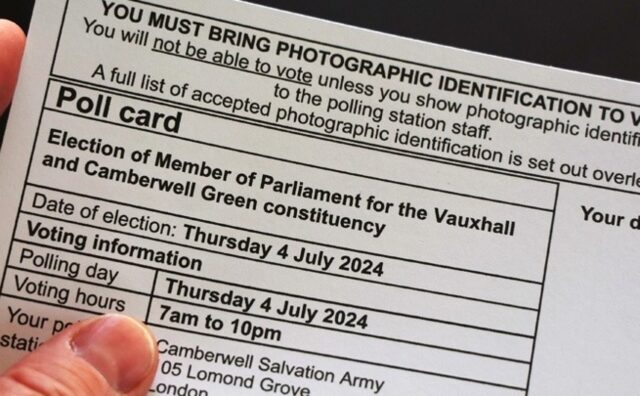 YOU MUST BRING PHOTOGRAPHIC IDENTIFICATION TO
You will not be able to vote unless you show photographic
to the polling station staff.
A full list of accepted photographic identification is set out
Poll card
Election of Member of Parliament for the Vauxhall
and Camberwell Green constituency
Your
Date of election: Thursday 4 July 2024
Voting information
Polling day Thursday 4 July 2024
Voting hours 7am to 10pm
Your
Camberwell Salvation Army
05 Lomond Grove
London